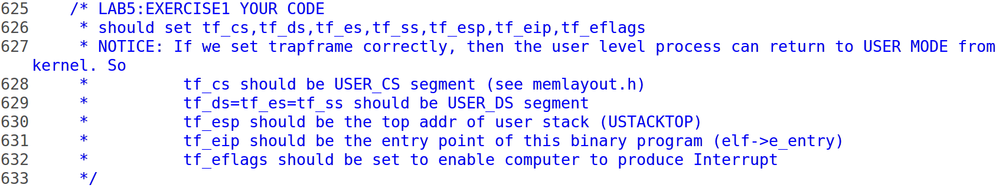 625    /* LAB5:EXERCISE1 YOUR CODE
626     * should set tf_cs,tf_ds,tf_es,tf_ss,tf_esp,tf_eip,tf_eflags
627     * NOTICE: If we set trapframe correctly, then the user level process can return to USER MODE from
kernel. So
628     *          tf_cs should be USER_CS segment (see memlayout.h)
629     *          tf_ds=tf_es=tf_ss should be USER_DS segment
630     *          tf_esp should be the top addr of user stack (USTACKTOP)
631     *          tf_eip should be the entry point of this binary program (elf->e_entry)
632     *          tf_eflags should be set to enable computer to produce Interrupt
633     */